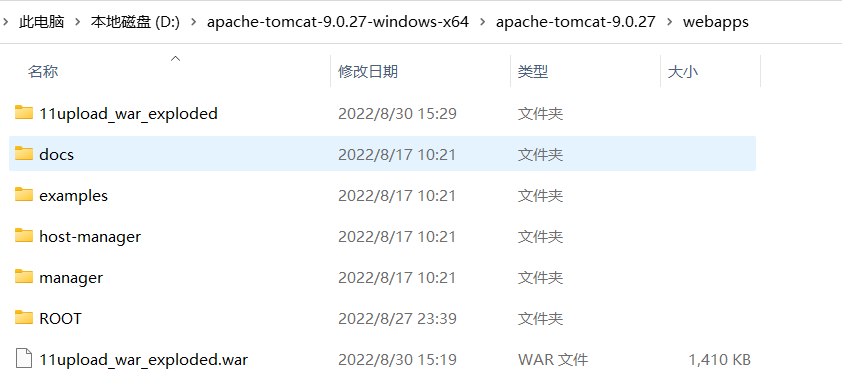 此电脑 > 本地磁盘 (D:) > apache-tomcat-9.0.27-windows-x64 > apache-tomcat-9.0.27 > webapps
名称 修改日期 类型 大小
11upload_war_exploded 2022/8/30 15:29 文件夹
docs 2022/8/17 10:21 文件夹
examples 2022/8/17 10:21 文件夹
host-manager 2022/8/17 10:21 文件夹
manager 2022/8/17 10:21 文件夹
ROOT 2022/8/27 23:39 文件夹
11upload_war_exploded.war 2022/8/30 15:19 WAR 文件 1,410 KB